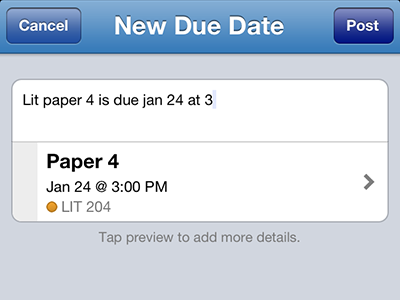 Cancel New Due Date Post
Lit paper 4 is due jan 24 at 3
Paper 4
Jan 24 @ 3:00 PM
LIT 204
Tap preview to add more details.